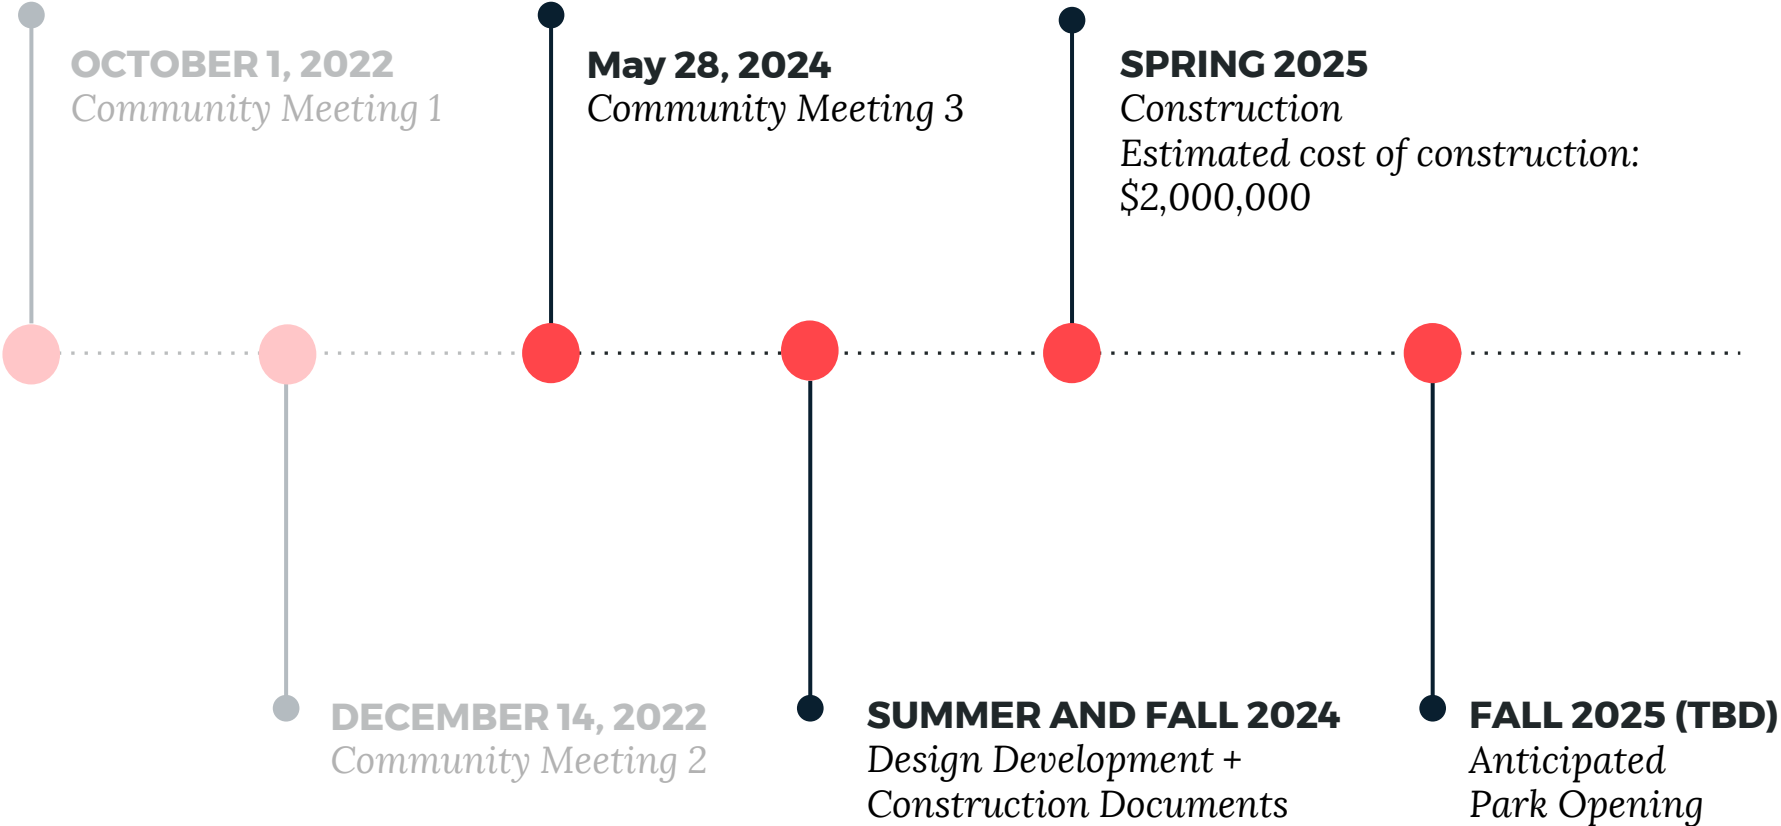 OCTOBER 1, 2022
Community Meeting 1
May 28, 2024
Community Meeting 3
SPRING 2025
Construction
Estimated cost of construction:
$2,000,000
DECEMBER 14, 2022
Community Meeting 2
SUMMER AND FALL 2024
Design Development +
Construction Documents
FALL 2025 (TBD)
Anticipated
Park Opening